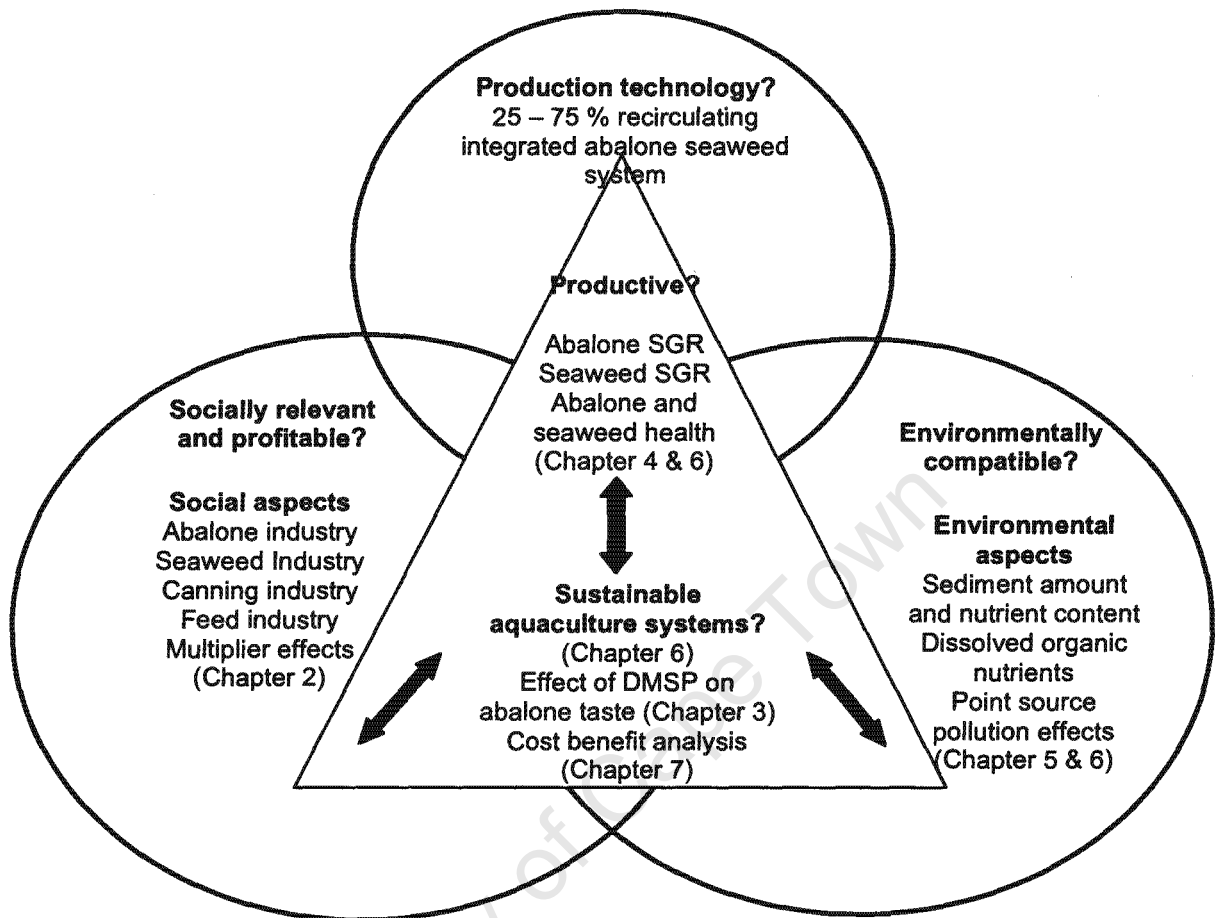 Production technology?
25 – 75 % recirculating
integrated abalone seaweed
system
Productive?
Abalone SGR
Seaweed SGR
Abalone and
seaweed health
(Chapter 4 & 6)
Socially relevant
and profitable?
Social aspects
Abalone industry
Seaweed Industry
Canning industry
Feed industry
Multiplier effects
(Chapter 2)
Sustainable
aquaculture systems?
(Chapter 6)
Effect of DMSP on
abalone taste (Chapter 3)
Cost benefit analysis
(Chapter 7)
Environmentally
compatible?
Environmental
aspects
Sediment amount
and nutrient content
Dissolved organic
nutrients
Point source
pollution effects
(Chapter 5 & 6)
of Cape Town